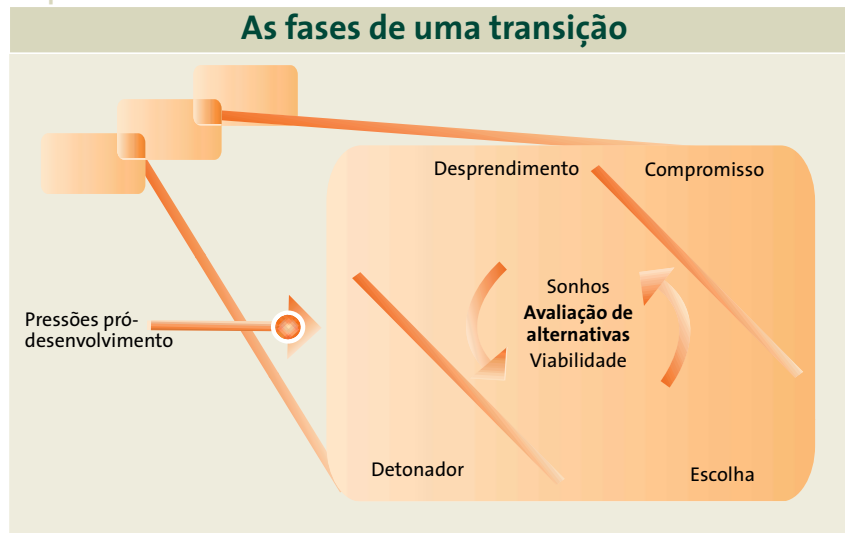 As fases de uma transição
Desprendimento
Compromisso
Sonhos
Avaliação de
alternativas
Viabilidade
Pressões pró-
desenvolvimento
Detonador
Escolha